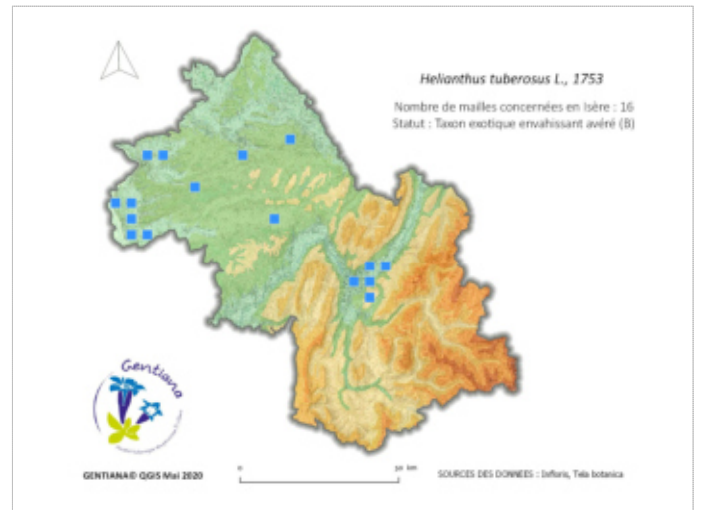 Helianthus tuberosus L., 1753
Nombre de mailles concernées en Isère : 16
Statut : Taxon exotique envahissant avéré (B)
Gentiana
GENTIANA© QGIS Mai 2020
0
50 km
SOURCES DES DONNEES : Infloris, Tela botanica